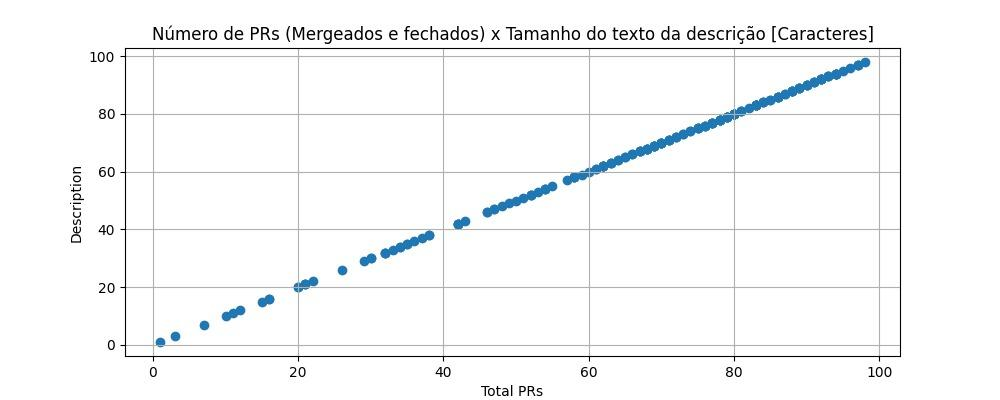 Número de PRs (Mergeados e fechados) x Tamanho do texto da descrição [Caracteres]
100
80
60
40
20
0
Description
0 20 40 60 80 100
Total PRs